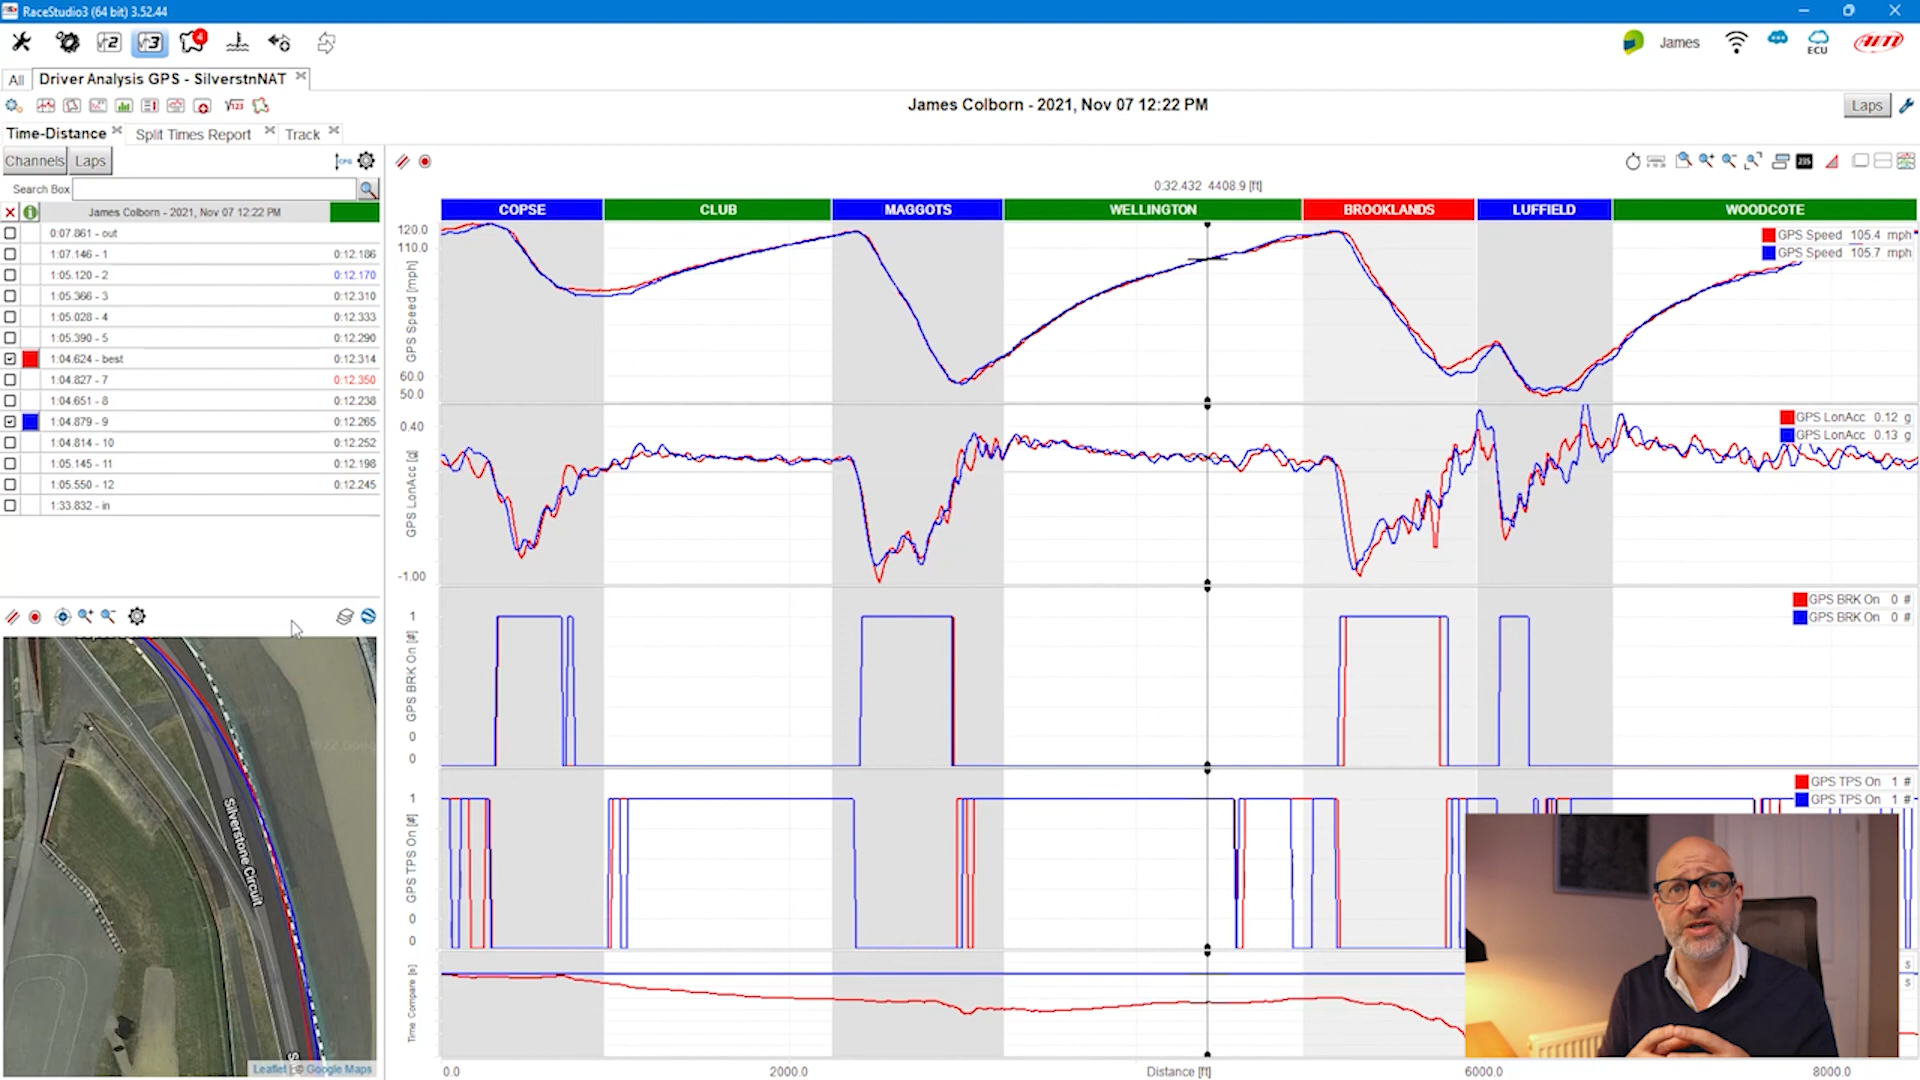 RaceStudio3 (64 bit) 3.52.44
2
3
4
James
ECU
All
Driver Analysis GPS - SilverstnNAT
√123
James Colborn - 2021, Nov 07 12:22 PM
Laps
Time-Distance
Split Times Report
Track
Channels
Laps
Search Box
James Colborn - 2021, Nov 07 12:22 PM
0:07.861 - out
1:07.146 - 1 0:12.186
1:05.120 - 2 0:12.170
1:05.366 - 3 0:12.310
1:05.028 - 4 0:12.333
1:05.390 - 5 0:12.290
1:04.624 - best 0:12.314
1:04.827 - 7 0:12.350
1:04.651 - 8 0:12.238
1:04.879 - 9 0:12.265
1:04.814 - 10 0:12.252
1:05.145 - 11 0:12.198
1:05.550 - 12 0:12.245
1:33.832 - in
Silverstone Circuit
Leaflet | © Google Maps
0:32.432 4408.9 [ft]
COPSE CLUB MAGGOTS WELLINGTON BROOKLANDS LUFFIELD WOODCOTE
120.0
110.0
60.0
50.0
GPS Speed [mph]
GPS Speed 105.4 mph
GPS Speed 105.7 mph
0.40
-1.00
GPS LonAcc [g]
GPS LonAcc 0.12 g
GPS LonAcc 0.13 g
1
0
0
GPS BRK On [#]
GPS BRK On 0 #
GPS BRK On 0 #
1
0
0
GPS TPS On [#]
GPS TPS On 1 #
GPS TPS On 1 #
Time Compare [s]
s
s
0.0 2000.0 Distance [ft] 6000.0 8000.0